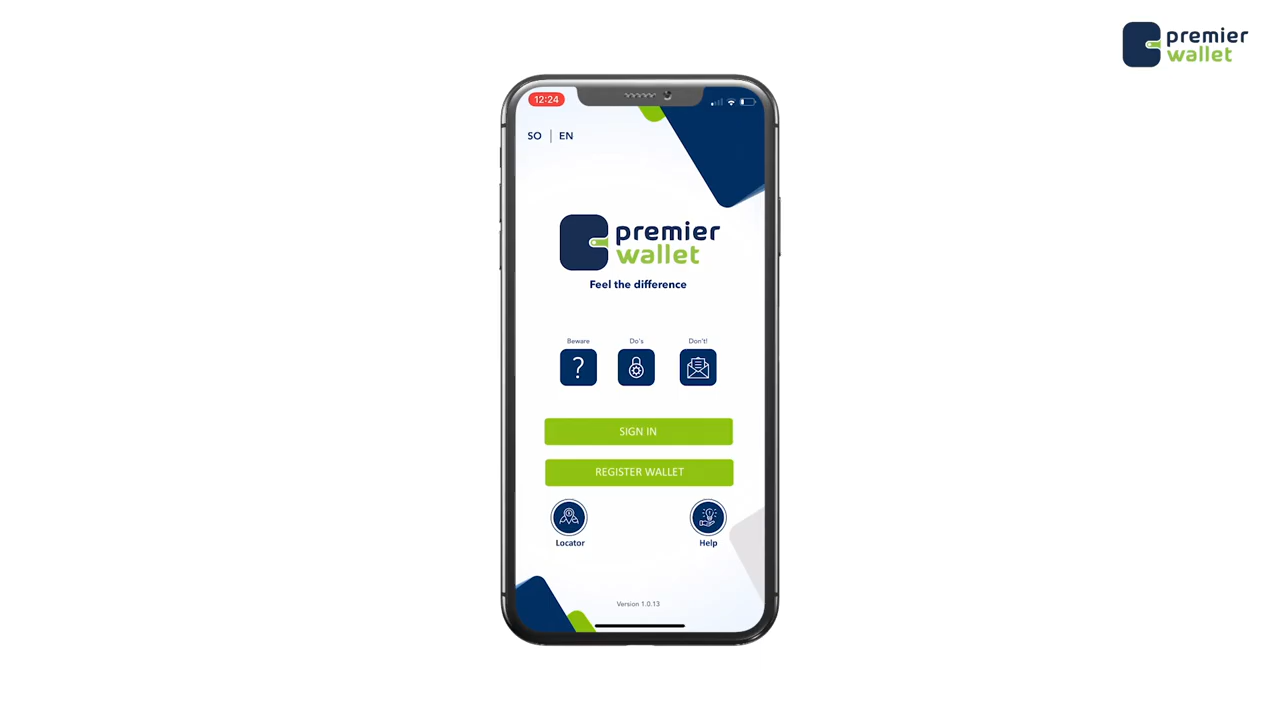 premier
wallet
12:24
SO | EN
premier
wallet
Feel the difference
Beware
Do's
Don't!
?
SIGN IN
REGISTER WALLET
Locator
Help
Version 1.0.13